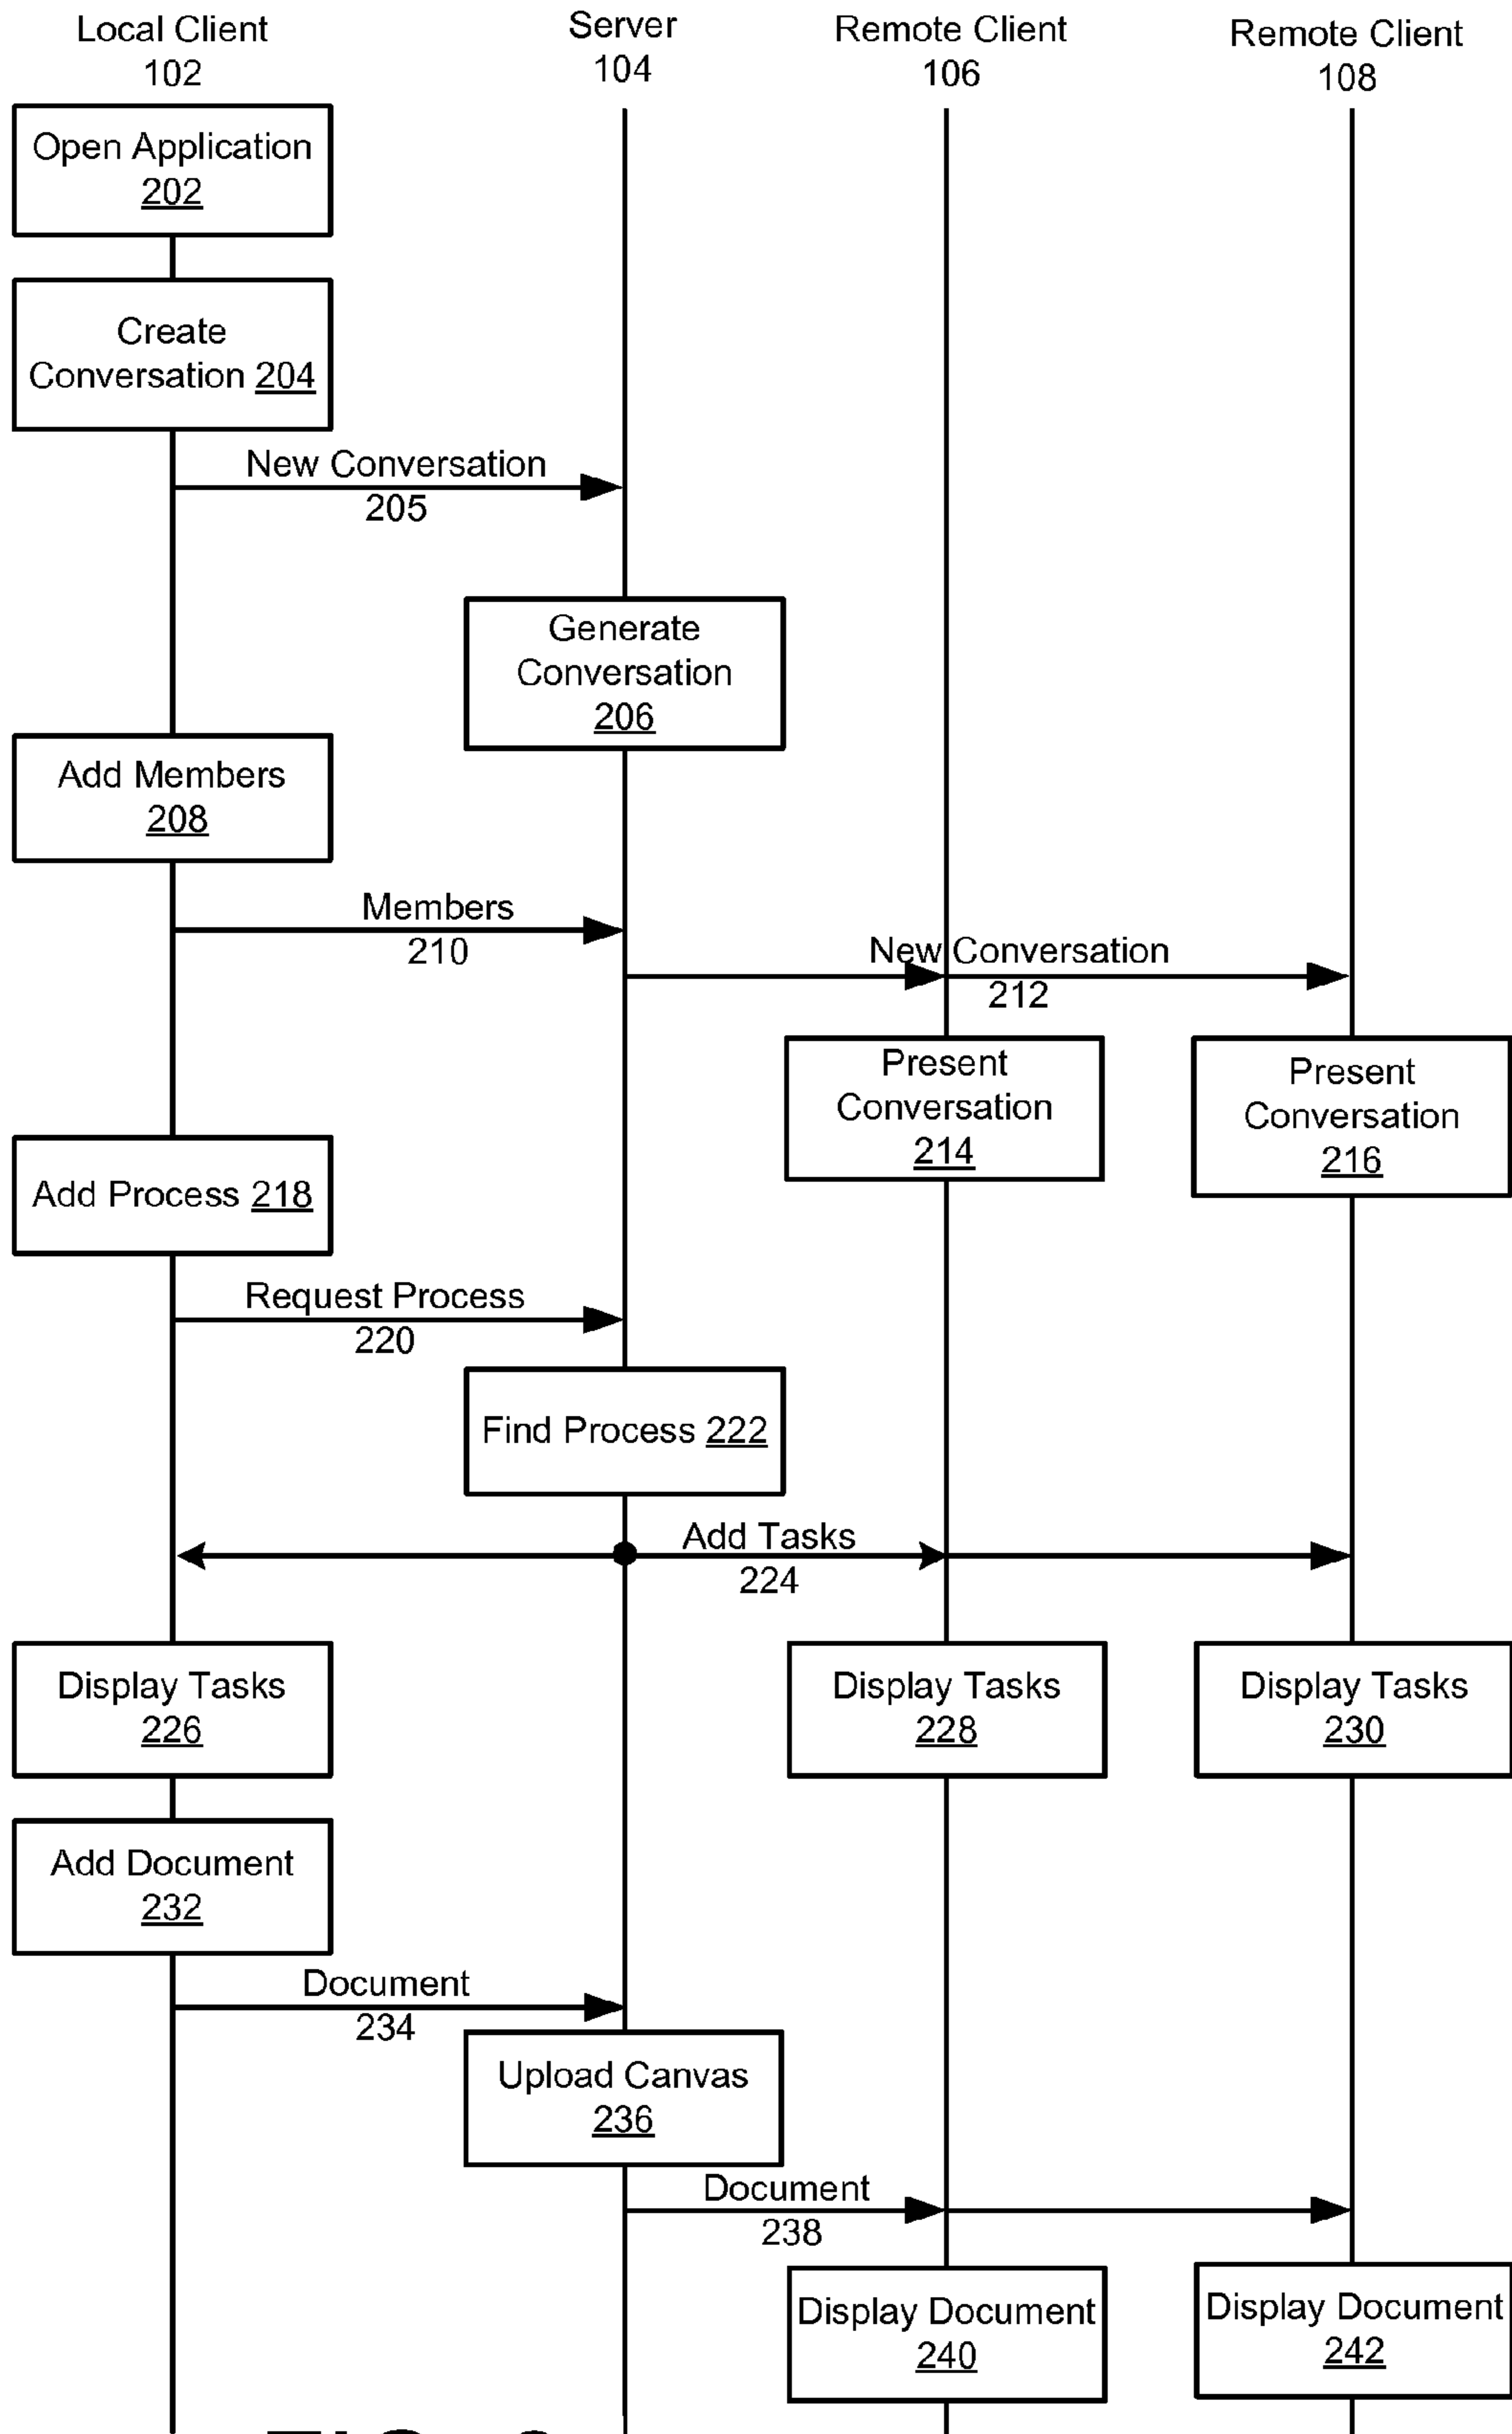 Local Client
102
Server
104
Remote Client
106
Remote Client
108
Open Application
202
Create
Conversation 204
New Conversation
205
Generate
Conversation
206
Add Members
208
Members
210
New Conversation
212
Present
Conversation
214
Present
Conversation
216
Add Process 218
Request Process
220
Find Process 222
Add Tasks
224
Display Tasks
226
Display Tasks
228
Display Tasks
230
Add Document
232
Document
234
Upload Canvas
236
Document
238
Display Document
240
Display Document
242